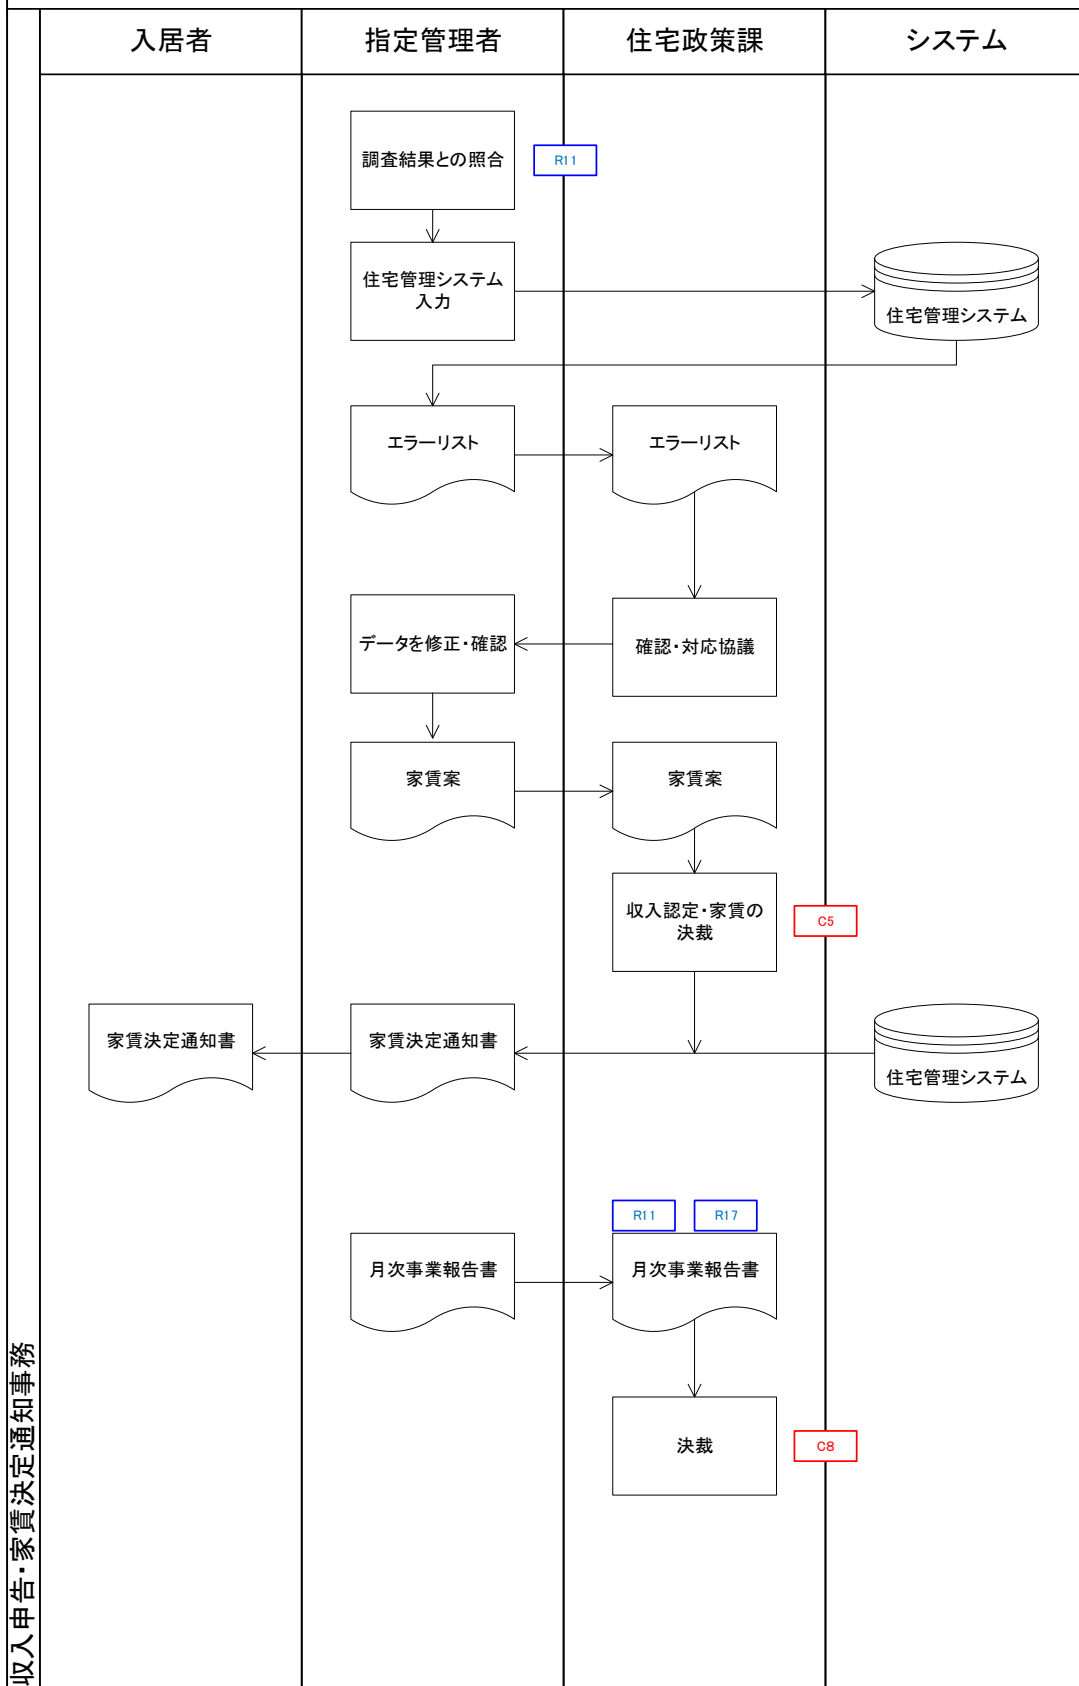 入居者
指定管理者
住宅政策課
システム
調査結果との照合
R11
住宅管理システム
入力
住宅管理システム
エラーリスト
エラーリスト
データを修正・確認
確認・対応協議
家賃案
家賃案
収入認定・家賃の
決裁
C5
家賃決定通知書
家賃決定通知書
住宅管理システム
R11
R17
月次事業報告書
月次事業報告書
決裁
C8
収入申告・家賃決定通知事務